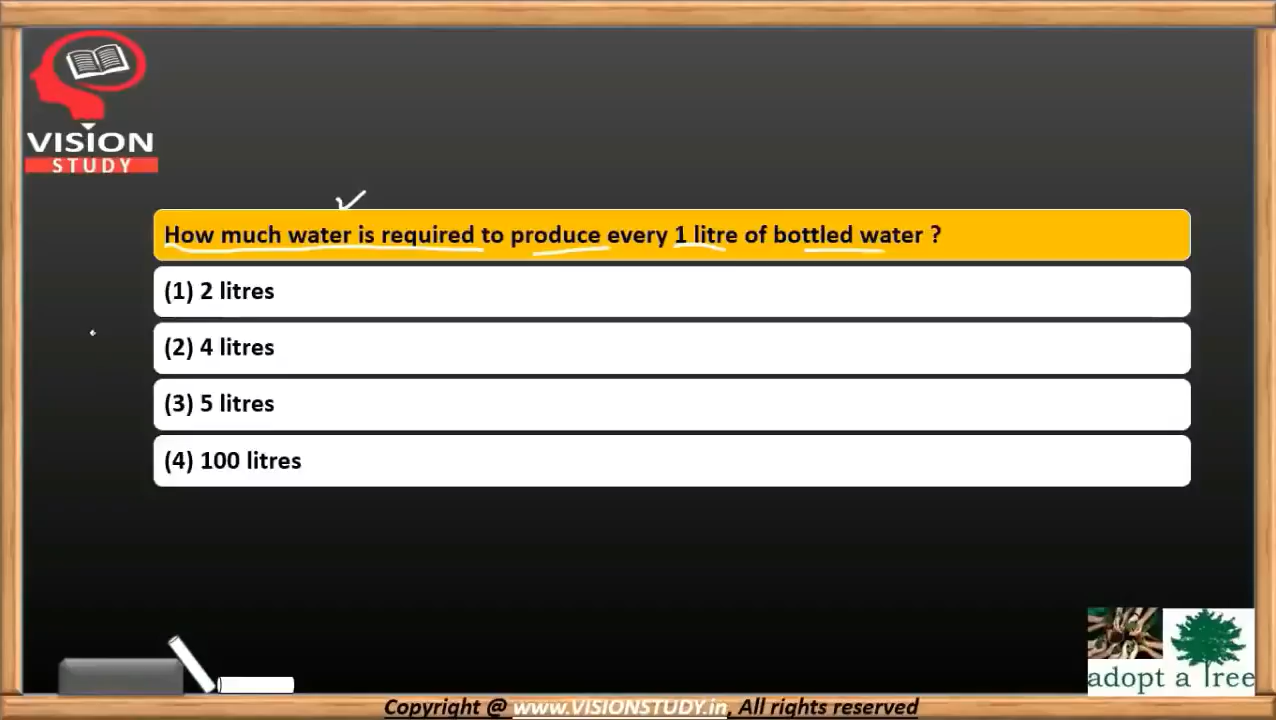 VISION
STUDY
How much water is required to produce every 1 litre of bottled water ?
(1) 2 litres
(2) 4 litres
(3) 5 litres
(4) 100 litres
adopt a Tree
Copyright @ www.VISIONSTUDY.in, All rights reserved